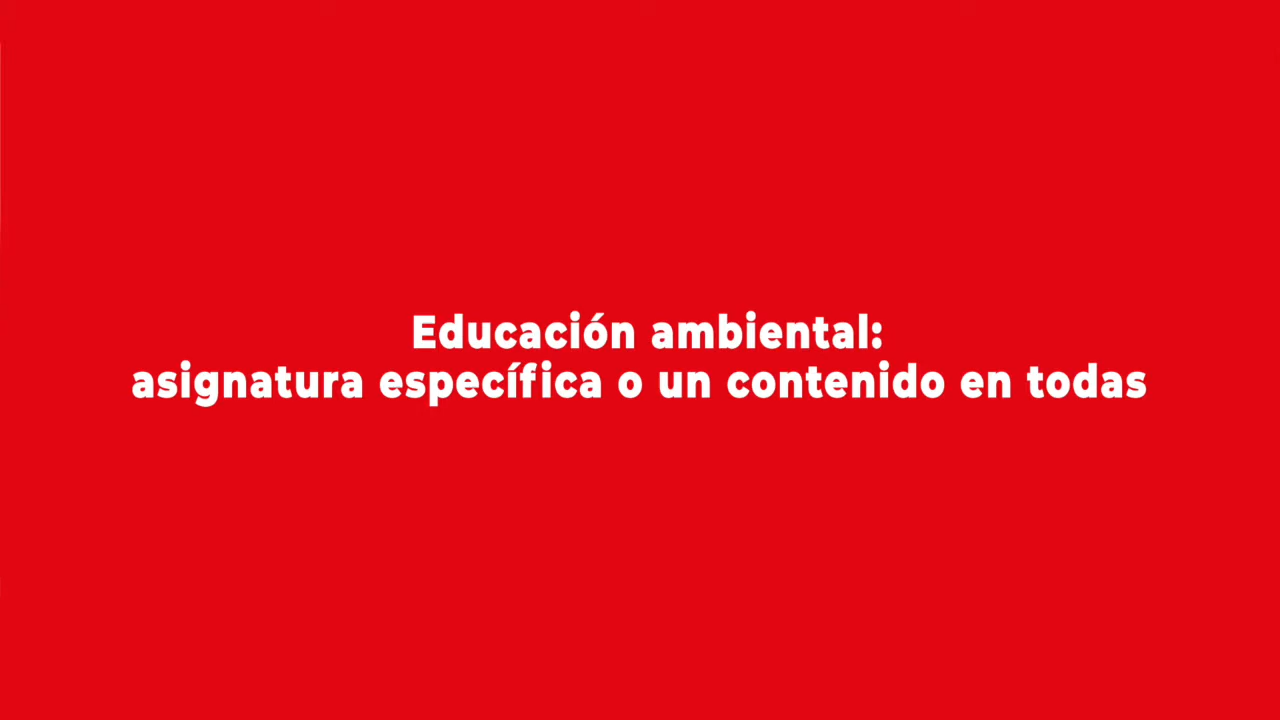 Educación ambiental:
asignatura específica o un contenido en todas